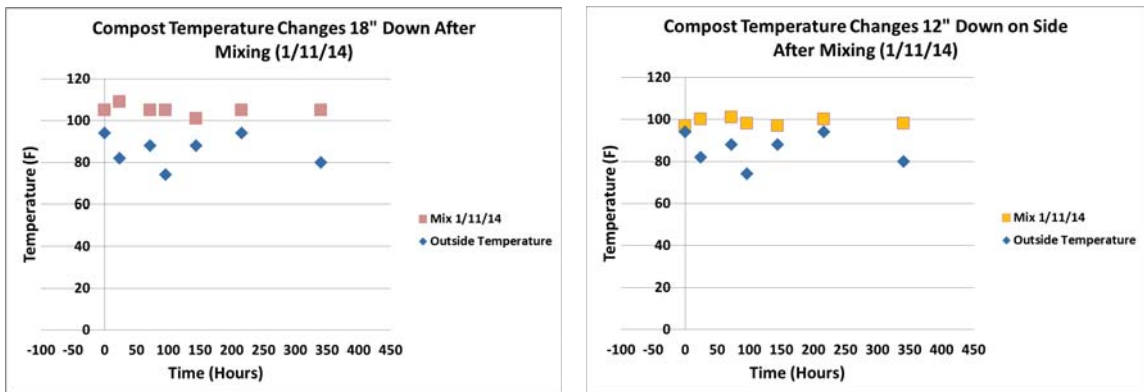 Compost Temperature Changes 18" Down After
Mixing (1/11/14)
Temperature (F)
120
100
80
60
40
20
0
-100 -50 0 50 100 150 200 250 300 350 400 450
Time (Hours)
Mix 1/11/14
Outside Temperature
Compost Temperature Changes 12" Down on Side
After Mixing (1/11/14)
Temperature (F)
120
100
80
60
40
20
0
-100 -50 0 50 100 150 200 250 300 350 400 450
Time (Hours)
Mix 1/11/14
Outside Temperature